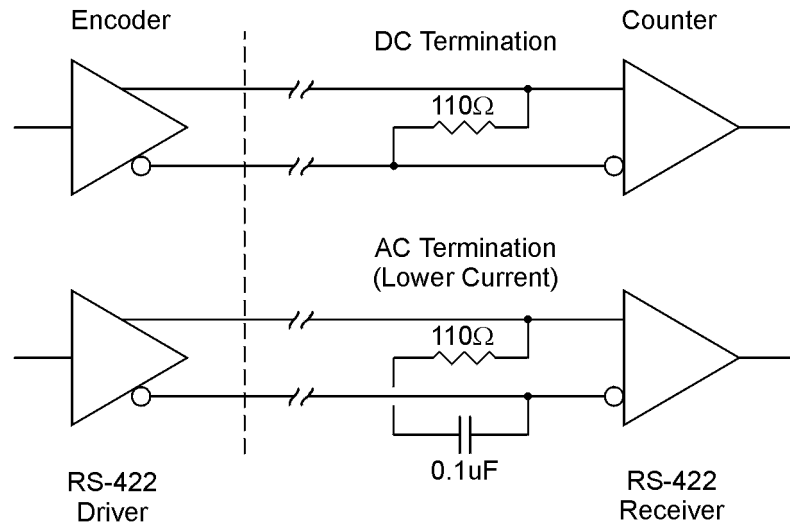 Encoder
DC Termination
Counter
110Ω
AC Termination
(Lower Current)
110Ω
0.1uF
RS-422
Driver
RS-422
Receiver